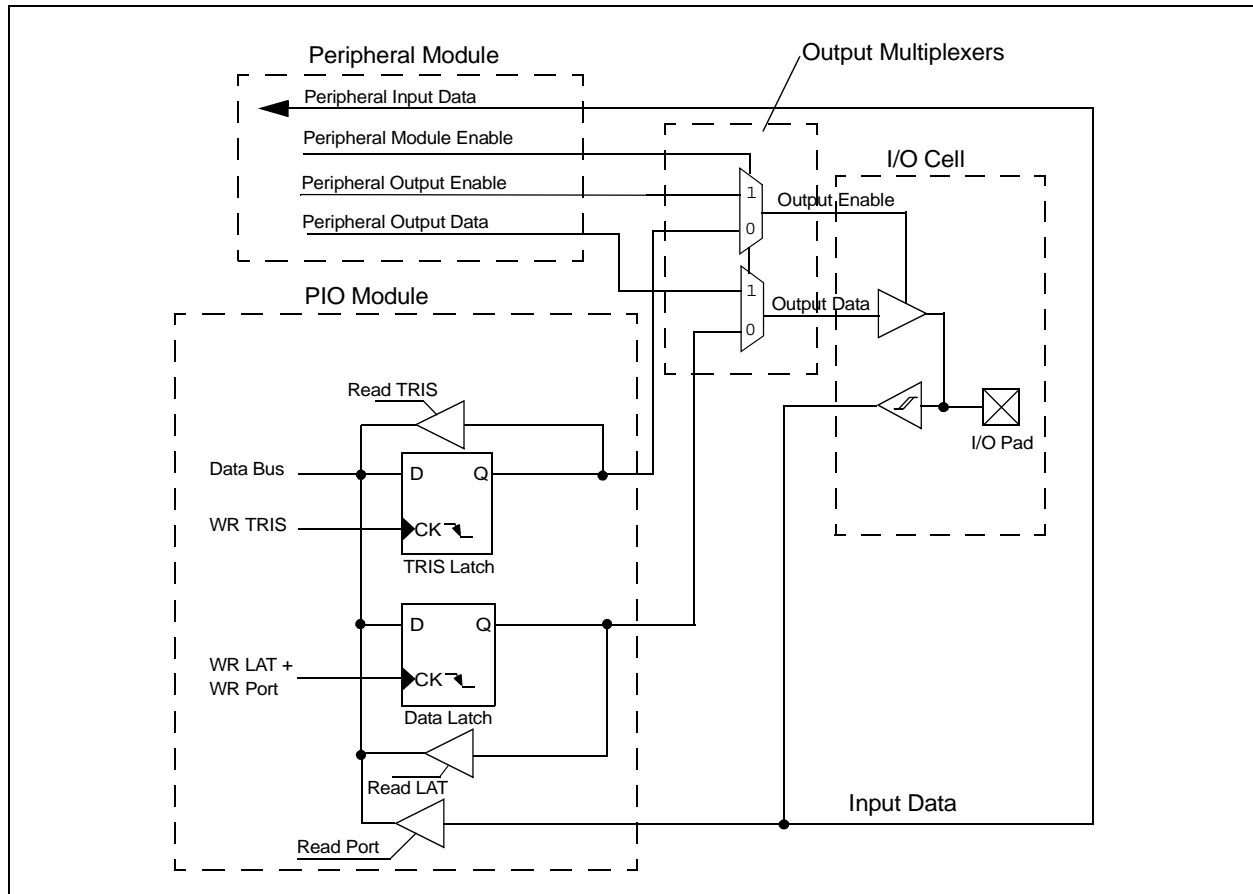 Peripheral Module
Output Multiplexers
Peripheral Input Data
Peripheral Module Enable
I/O Cell
Peripheral Output Enable
1
Output Enable
Peripheral Output Data
0
PIO Module
1
Output Data
0
Read TRIS
I/O Pad
Data Bus
D
Q
WR TRIS
CK
TRIS Latch
D
Q
WR LAT +
WR Port
CK
Data Latch
Read LAT
Input Data
Read Port